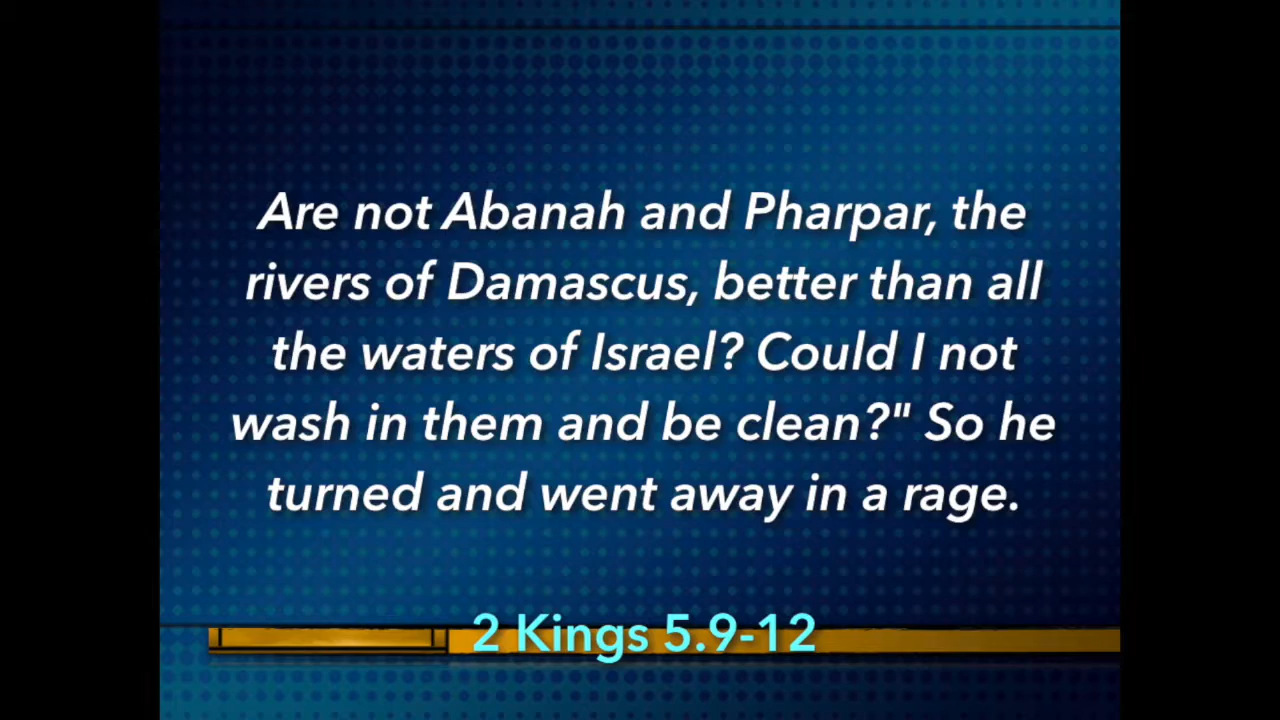 Are not Abanah and Pharpar, the
rivers of Damascus, better than all
the waters of Israel? Could I not
wash in them and be clean?" So he
turned and went away in a rage.
2 Kings 5.9-12